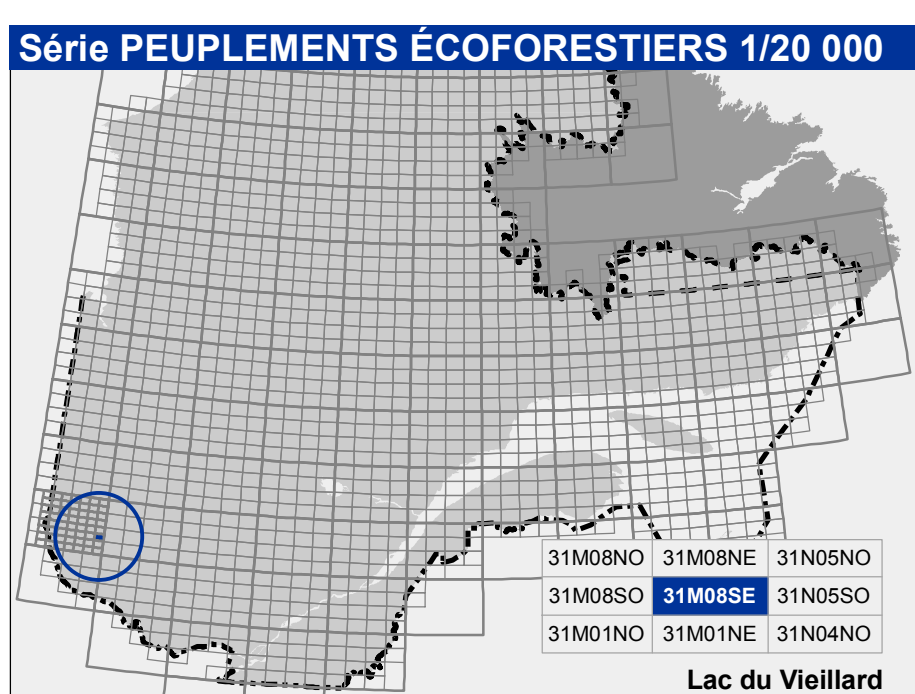 Série PEUPLEMENTS ÉCOFORESTIERS 1/20 000
31M08NO 31M08NE 31N05NO
31M08SO 31M08SE 31N05SO
31M01NO 31M01NE 31N04NO
Lac du Vieillard